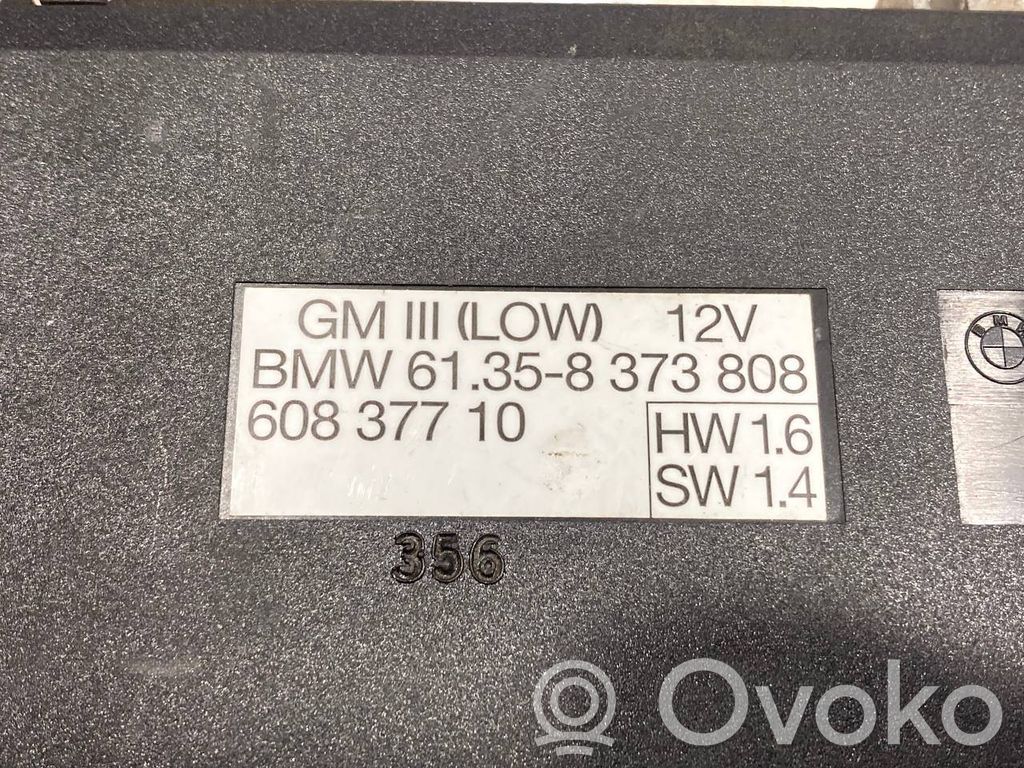 GM III (LOW) 12V
BMW 61.35-8 373 808
608 377 10
HW 1.6
SW 1.4
BMW
356
Ovoko